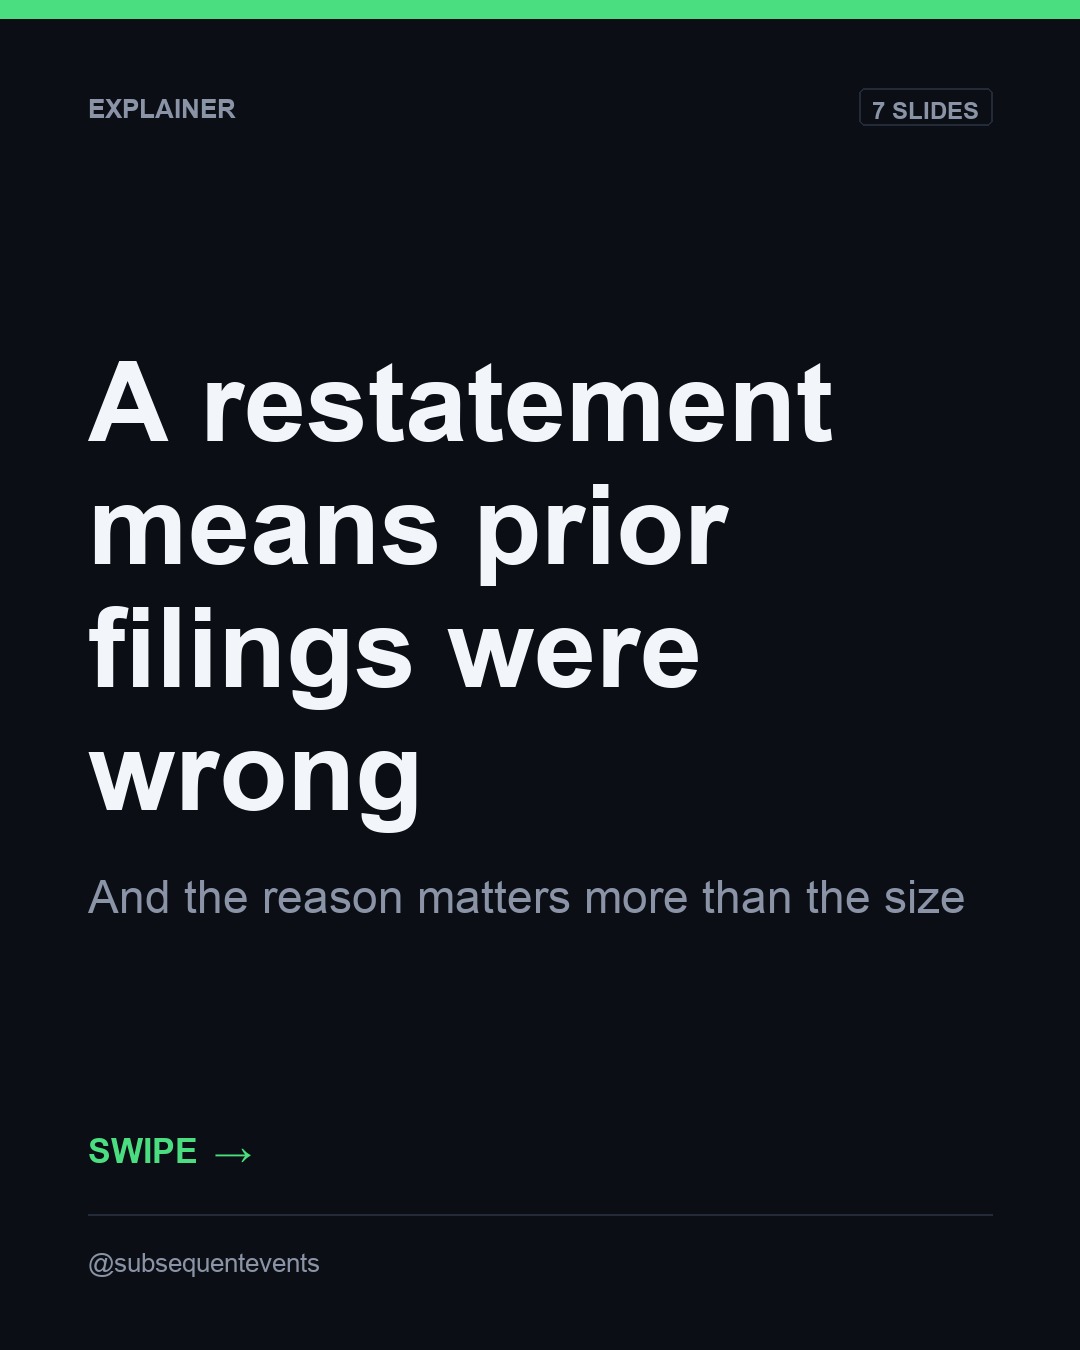 EXPLAINER
7 SLIDES
A restatement
means prior
filings were
wrong
And the reason matters more than the size
SWIPE →
@subsequentevents